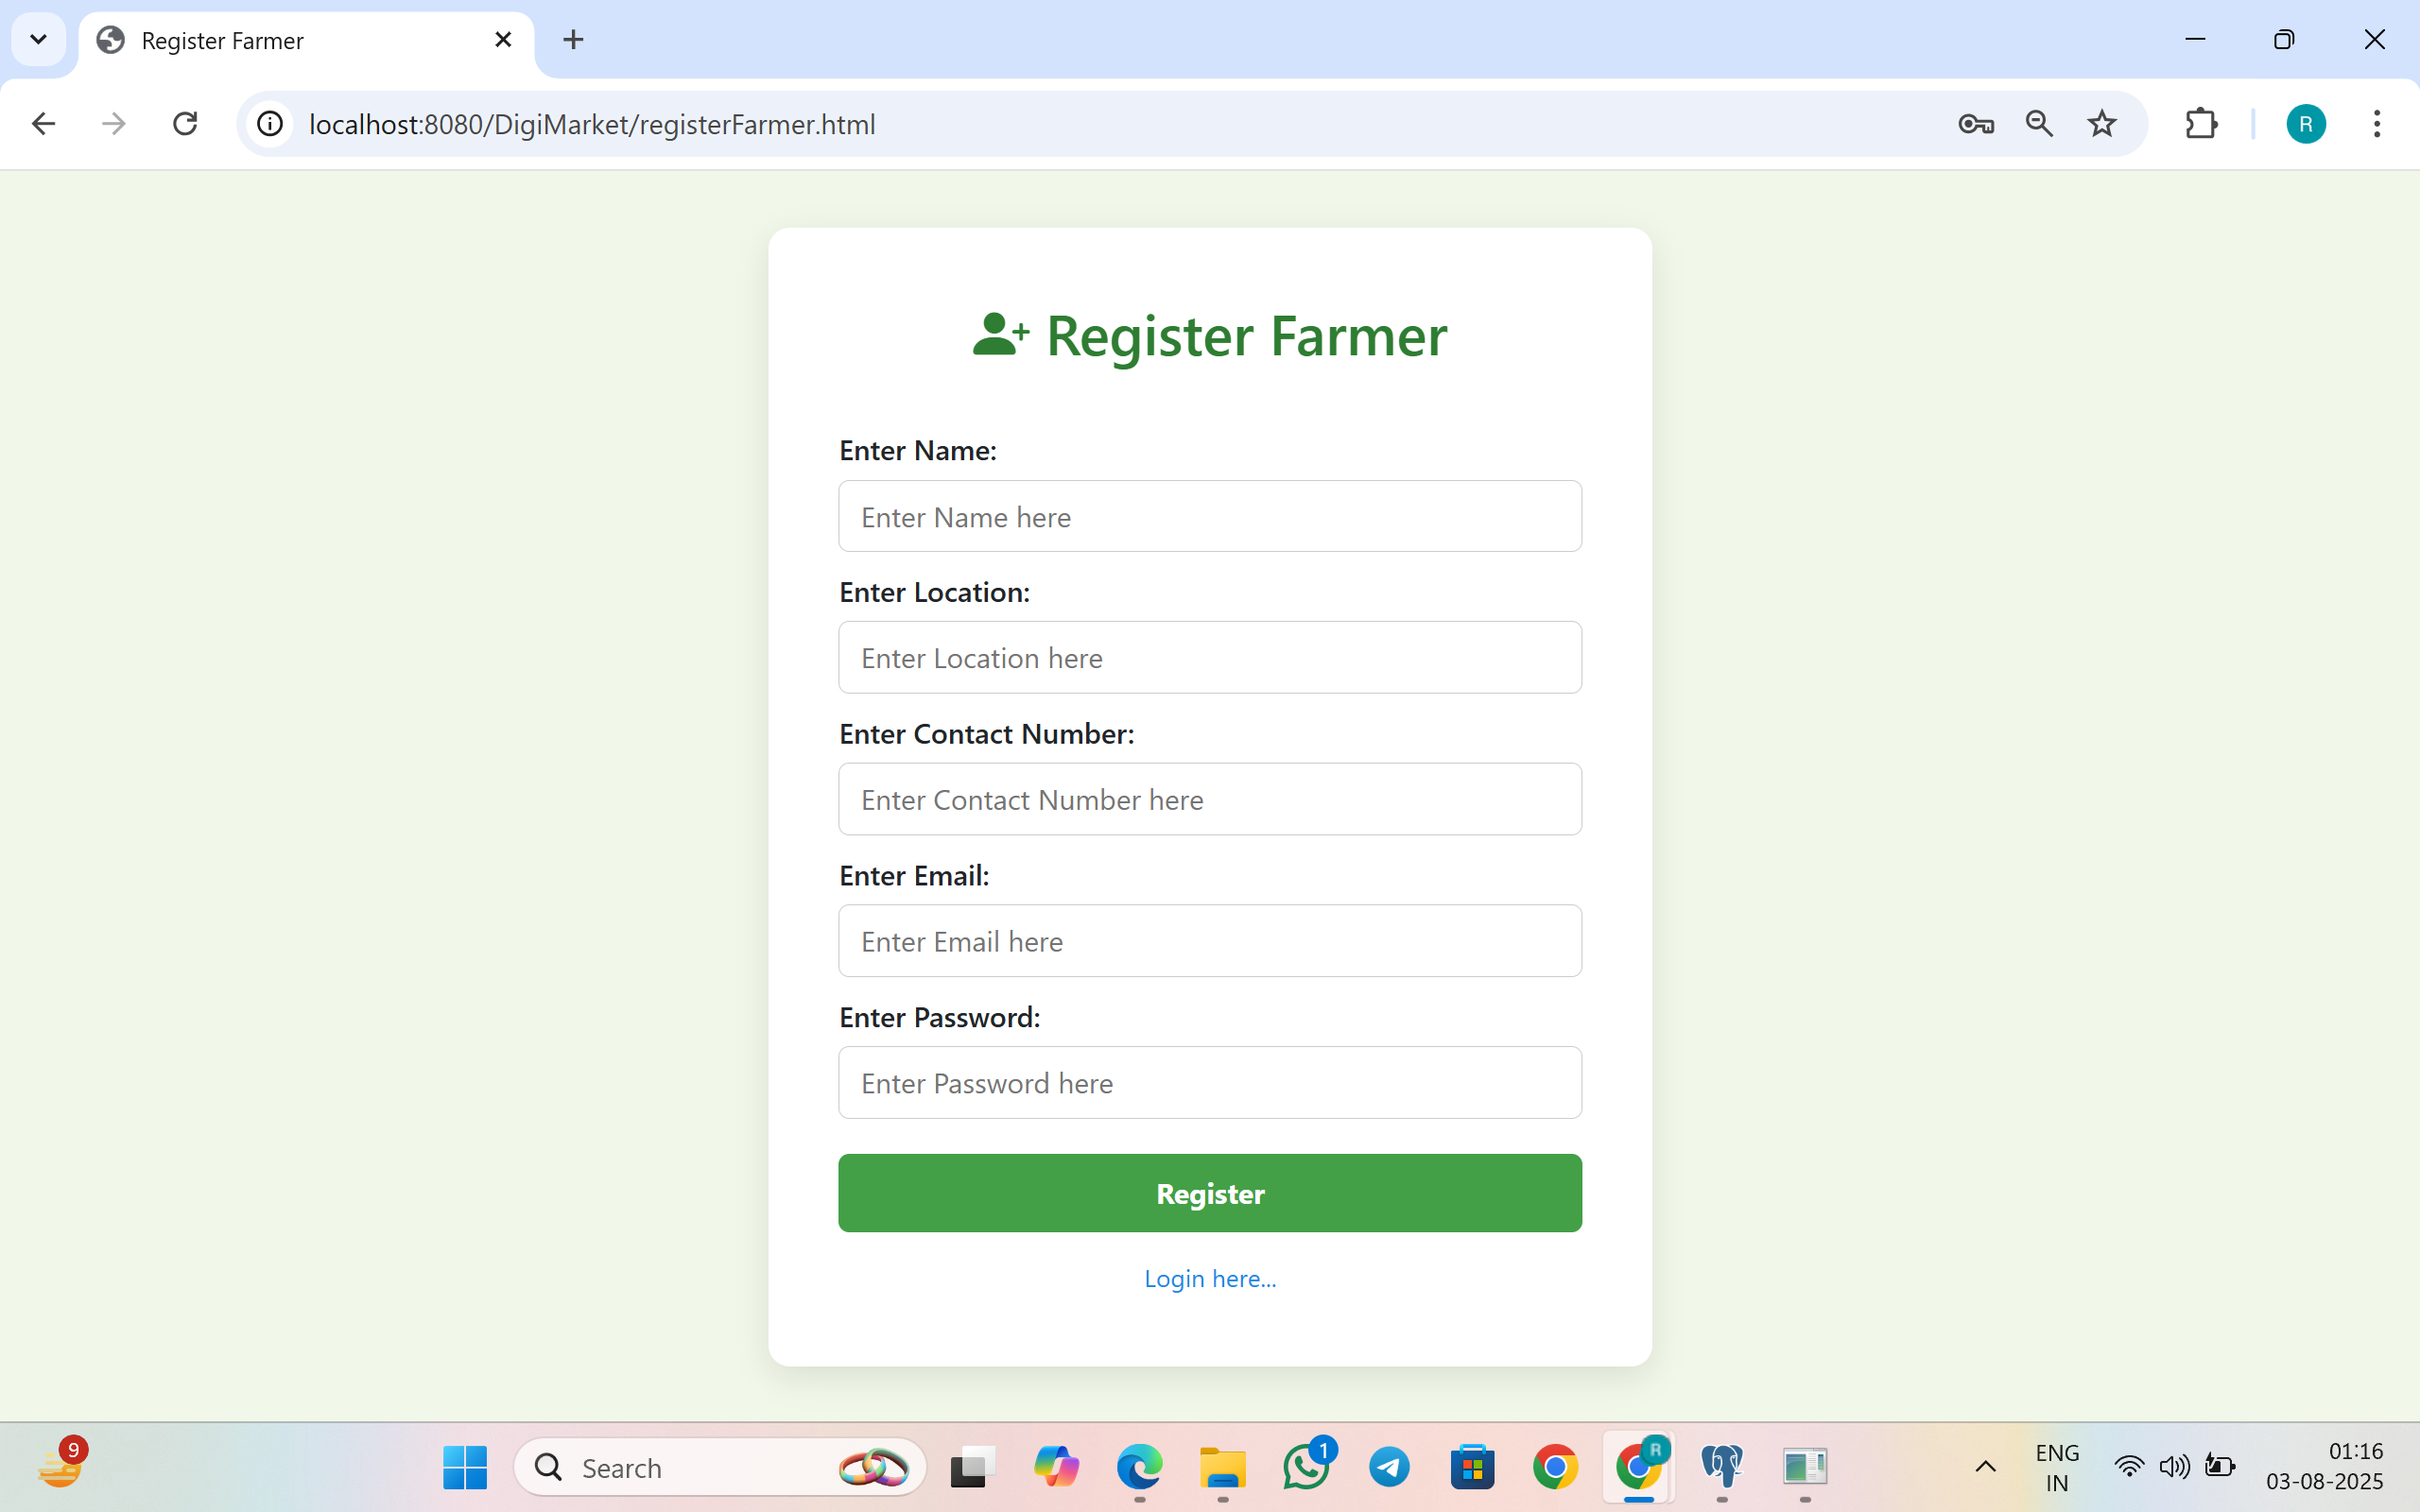 Register Farmer
localhost:8080/DigiMarket/registerFarmer.html
R
Register Farmer
Enter Name:
Enter Name here
Enter Location:
Enter Location here
Enter Contact Number:
Enter Contact Number here
Enter Email:
Enter Email here
Enter Password:
Enter Password here
Register
Login here...
9
Search
1
R
ENG
IN
01:16
03-08-2025